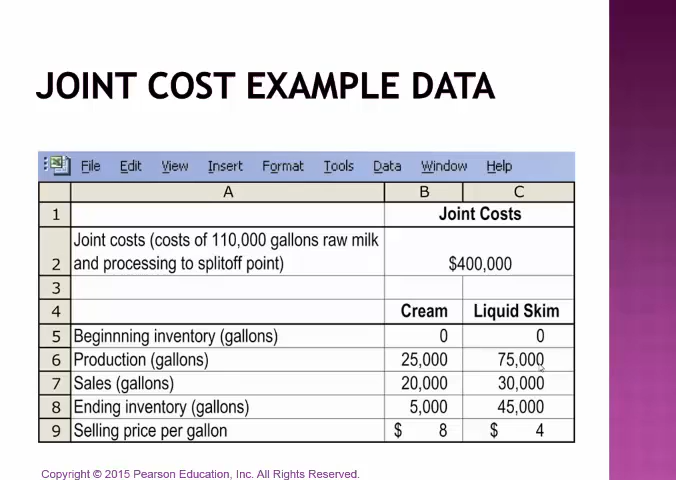 JOINT COST EXAMPLE DATA
File Edit View Insert Format Tools Data Window Help
A B C
1 Joint Costs
Joint costs (costs of 110,000 gallons raw milk
2 and processing to splitoff point) $400,000
3
4 Cream Liquid Skim
5 Beginnning inventory (gallons) 0 0
6 Production (gallons) 25,000 75,000
7 Sales (gallons) 20,000 30,000
8 Ending inventory (gallons) 5,000 45,000
9 Selling price per gallon $ 8 $ 4
Copyright © 2015 Pearson Education, Inc. All Rights Reserved.